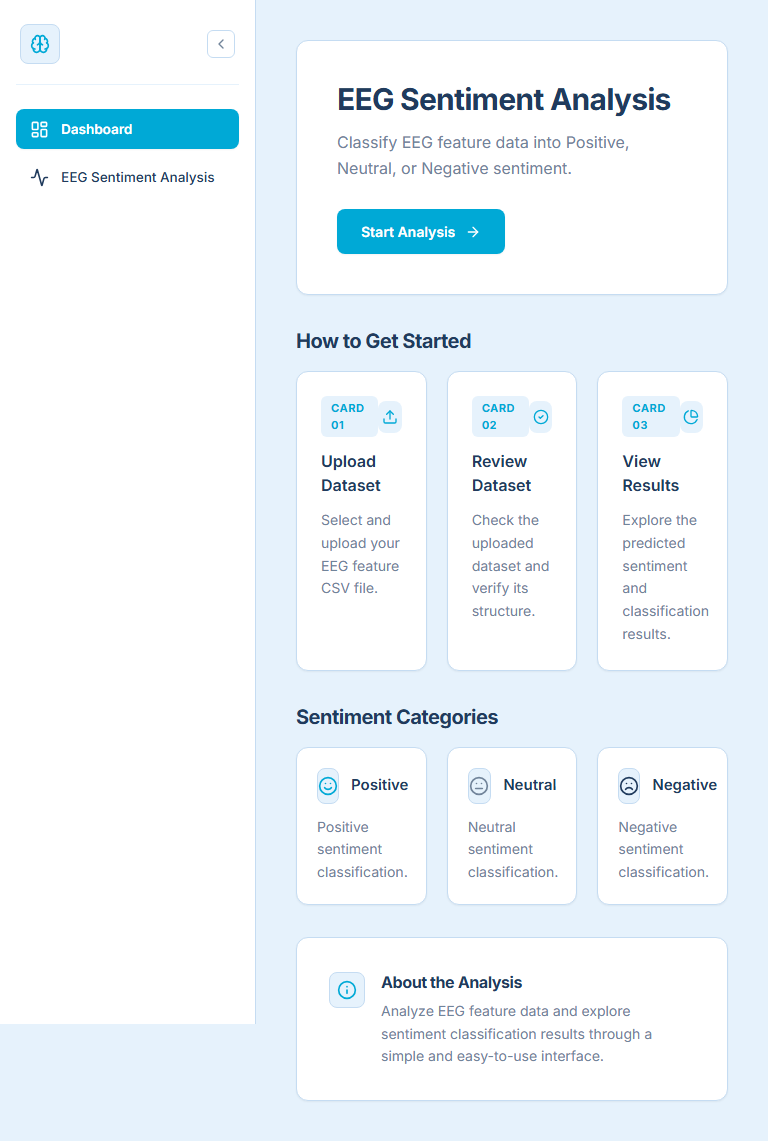 Dashboard
EEG Sentiment Analysis
EEG Sentiment Analysis
Classify EEG feature data into Positive,
Neutral, or Negative sentiment.
Start Analysis
How to Get Started
CARD
01
Upload
Dataset
Select and
upload your
EEG feature
CSV file.
CARD
02
Review
Dataset
Check the
uploaded
dataset and
verify its
structure.
CARD
03
View
Results
Explore the
predicted
sentiment
and
classification
results.
Sentiment Categories
Positive
Positive
sentiment
classification.
Neutral
Neutral
sentiment
classification.
Negative
Negative
sentiment
classification.
About the Analysis
Analyze EEG feature data and explore
sentiment classification results through a
simple and easy-to-use interface.